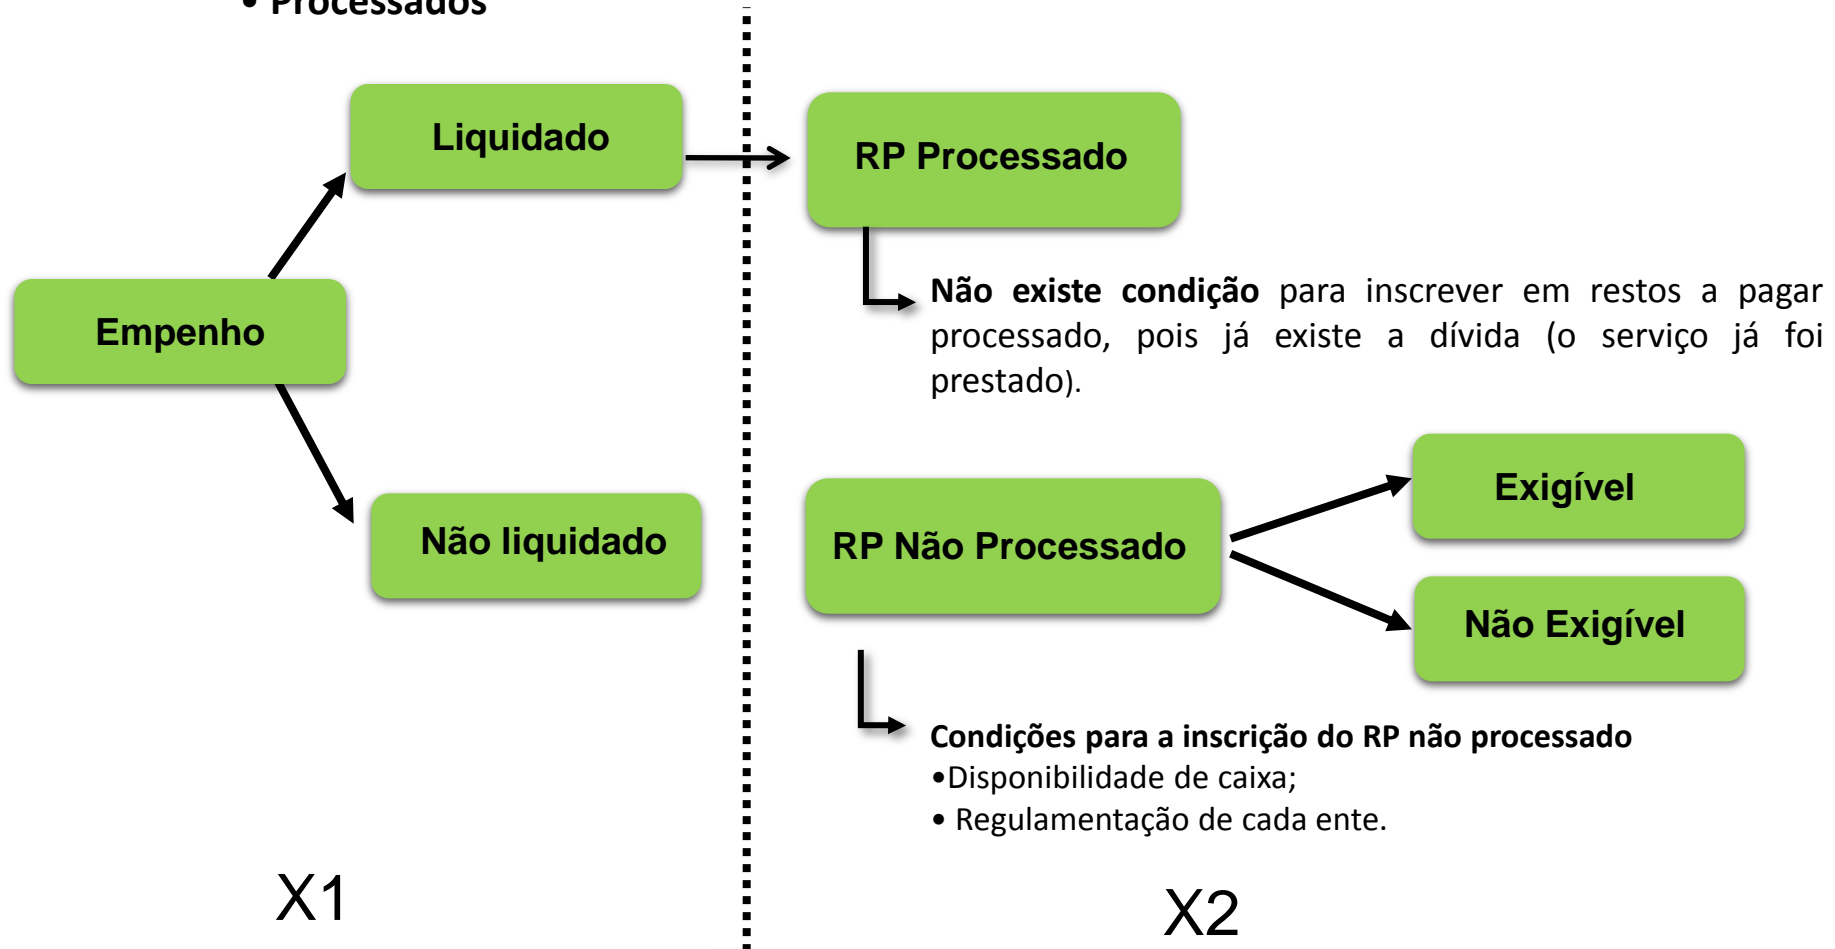 • Processados
Liquidado
RP Processado
Empenho
Não existe condição para inscrever em restos a pagar
processado, pois já existe a dívida (o serviço já foi
prestado).
Exigível
Não liquidado
RP Não Processado
Não Exigível
Condições para a inscrição do RP não processado
•Disponibilidade de caixa;
• Regulamentação de cada ente.
X1
X2